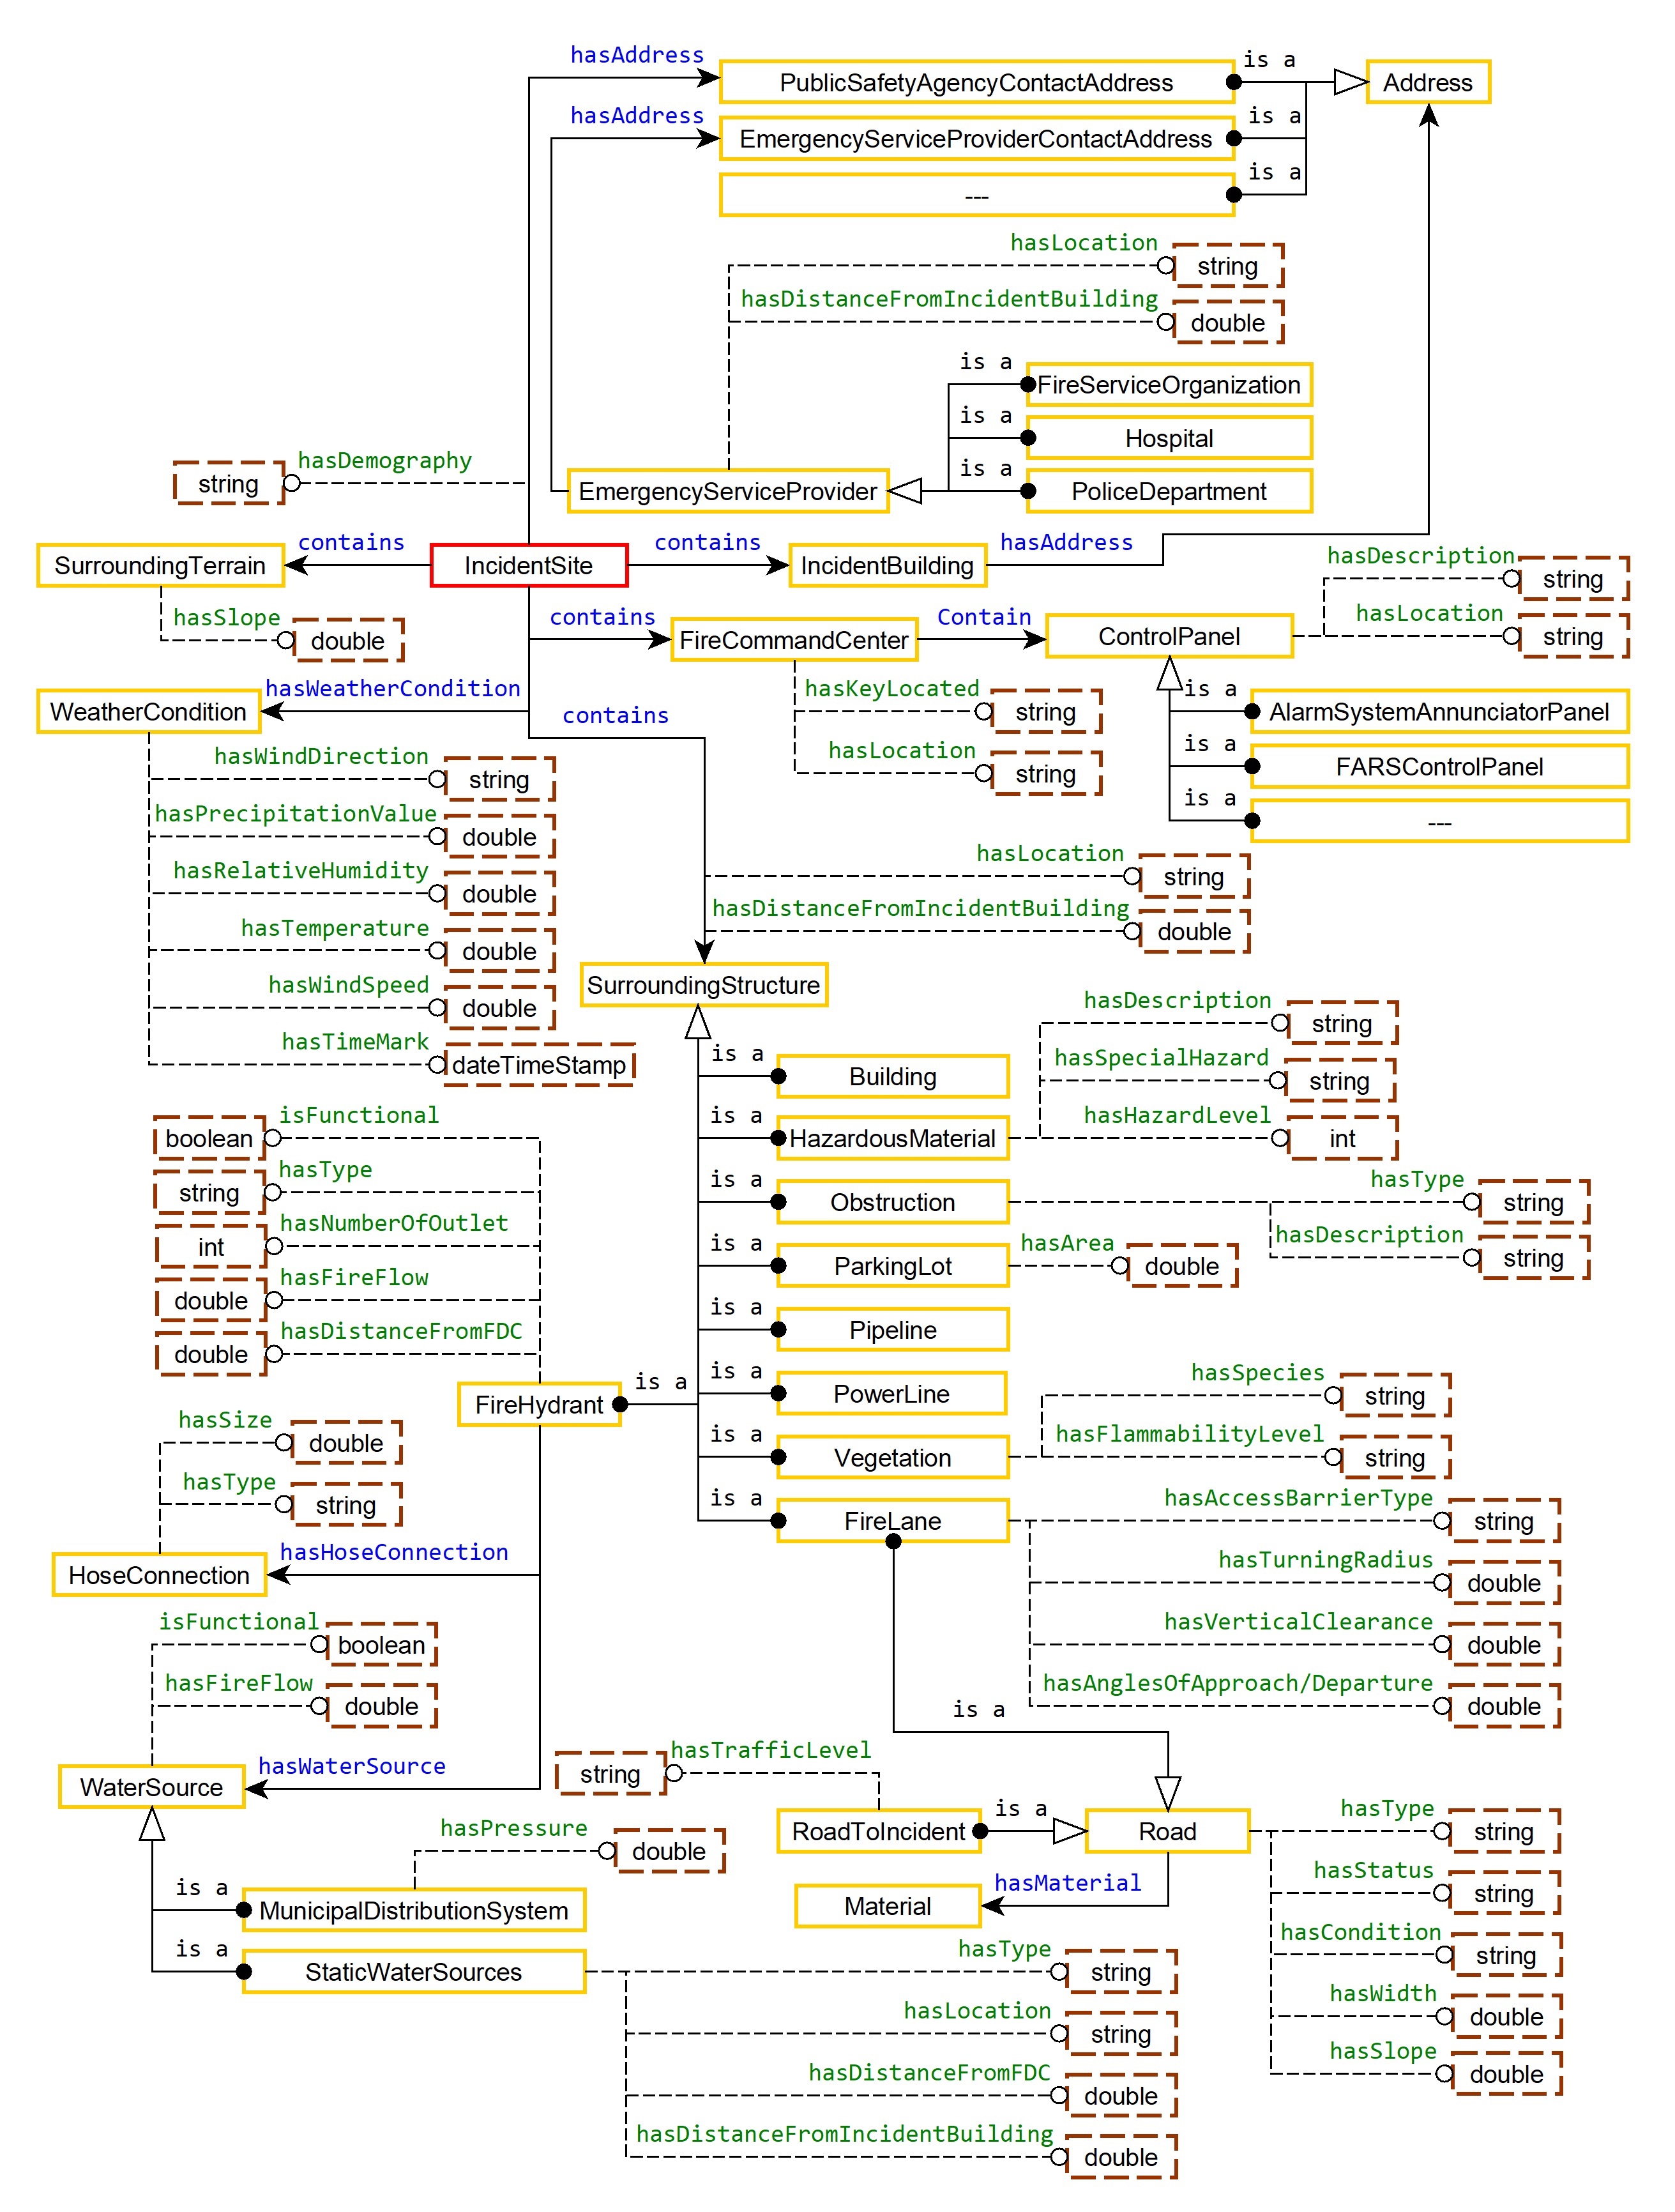 hasAddress
PublicSafetyAgencyContactAddress
is a
Address
hasAddress
EmergencyServiceProviderContactAddress
is a
---
is a
hasLocation
string
hasDistanceFromIncidentBuilding
double
is a
FireServiceOrganization
is a
Hospital
is a
PoliceDepartment
EmergencyServiceProvider
hasDemography
string
SurroundingTerrain
contains
IncidentSite
contains
IncidentBuilding
hasAddress
hasSlope
double
contains
FireCommandCenter
Contain
ControlPanel
hasDescription
string
hasLocation
string
hasKeyLocated
string
hasLocation
string
is a
AlarmSystemAnnunciatorPanel
is a
FARSControlPanel
is a
---
WeatherCondition
hasWeatherCondition
contains
hasWindDirection
string
hasPrecipitationValue
double
hasRelativeHumidity
double
hasTemperature
double
hasWindSpeed
double
hasTimeMark
dateTimeStamp
hasLocation
string
hasDistanceFromIncidentBuilding
double
SurroundingStructure
is a
Building
is a
HazardousMaterial
hasDescription
string
hasSpecialHazard
string
hasHazardLevel
int
is a
Obstruction
hasType
string
hasDescription
string
is a
ParkingLot
hasArea
double
is a
Pipeline
is a
PowerLine
is a
Vegetation
hasSpecies
string
hasFlammabilityLevel
string
is a
FireLane
hasAccessBarrierType
string
hasTurningRadius
double
hasVerticalClearance
double
hasAnglesOfApproach/Departure
double
is a
boolean
isFunctional
string
hasType
int
hasNumberOfOutlet
double
hasFireFlow
double
hasDistanceFromFDC
FireHydrant
is a
hasSize
double
hasType
string
HoseConnection
hasHoseConnection
isFunctional
boolean
hasFireFlow
double
WaterSource
hasWaterSource
hasPressure
double
is a
MunicipalDistributionSystem
is a
StaticWaterSources
hasType
string
hasLocation
string
hasDistanceFromFDC
double
hasDistanceFromIncidentBuilding
double
string
hasTrafficLevel
RoadToIncident
is a
Road
Material
hasMaterial
hasType
string
hasStatus
string
hasCondition
string
hasWidth
double
hasSlope
double